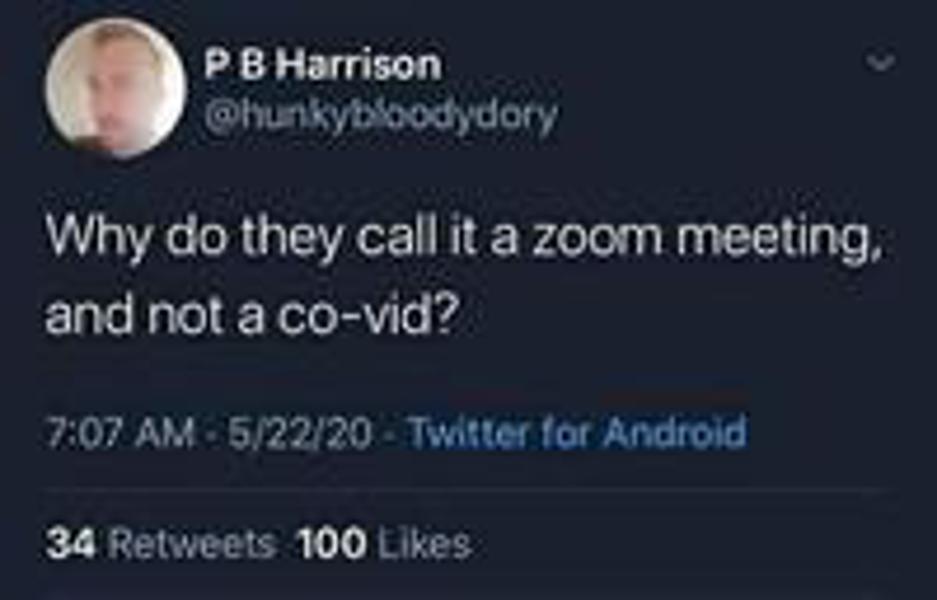 P B Harrison
@hunkybloodydory
Why do they call it a zoom meeting,
and not a co-vid?
7:07 AM · 5/22/20 · Twitter for Android
34 Retweets 100 Likes